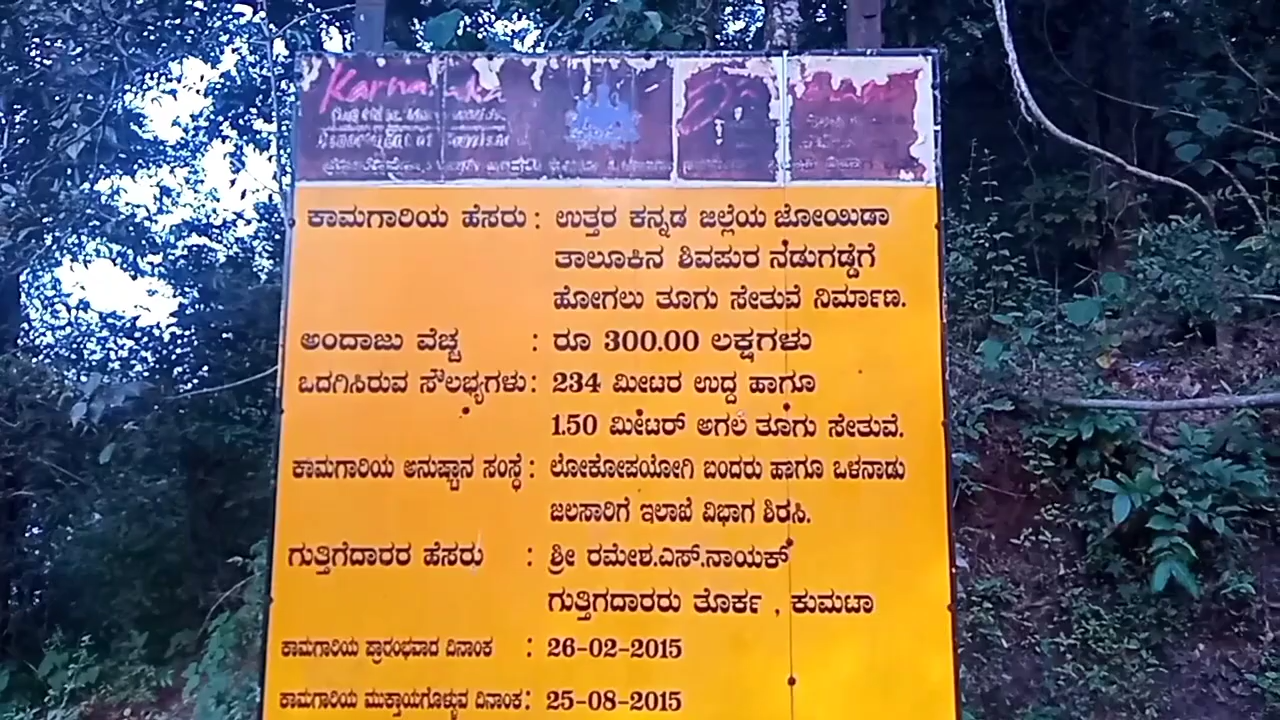 Karnataka
ಕಾಮಗಾರಿಯ ಹೆಸರು : ಉತ್ತರ ಕನ್ನಡ ಜಿಲ್ಲೆಯ ಜೋಯಿಡಾ
ತಾಲೂಕಿನ ಶಿವಪುರ ನೆಡುಗಡ್ಡೆಗೆ
ಹೋಗಲು ತೂಗು ಸೇತುವೆ ನಿರ್ಮಾಣ.
ಅಂದಾಜು ವೆಚ್ಚ : ರೂ 300.00 ಲಕ್ಷಗಳು
ಒದಗಿಸಿರುವ ಸೌಲಭ್ಯಗಳು : 234 ಮೀಟರ ಉದ್ದ ಹಾಗೂ
1.50 ಮೀಟರ್ ಅಗಲ ತೂಗು ಸೇತುವೆ.
ಕಾಮಗಾರಿಯ ಅನುಷ್ಠಾನ ಸಂಸ್ಥೆ : ಲೋಕೋಪಯೋಗಿ ಬಂದರು ಹಾಗೂ ಒಳನಾಡು
ಜಲಸಾರಿಗೆ ಇಲಾಖೆ ವಿಭಾಗ ಶಿರಸಿ.
ಗುತ್ತಿಗೆದಾರರ ಹೆಸರು : ಶ್ರೀ ರಮೇಶ.ಎಸ್.ನಾಯಕ್
ಗುತ್ತಿಗದಾರರು ತೊರ್ಕ , ಕುಮಟಾ
ಕಾಮಗಾರಿಯ ಪ್ರಾರಂಭವಾದ ದಿನಾಂಕ : 26-02-2015
ಕಾಮಗಾರಿಯ ಮುಕ್ತಾಯಗೊಳ್ಳುವ ದಿನಾಂಕ : 25-08-2015